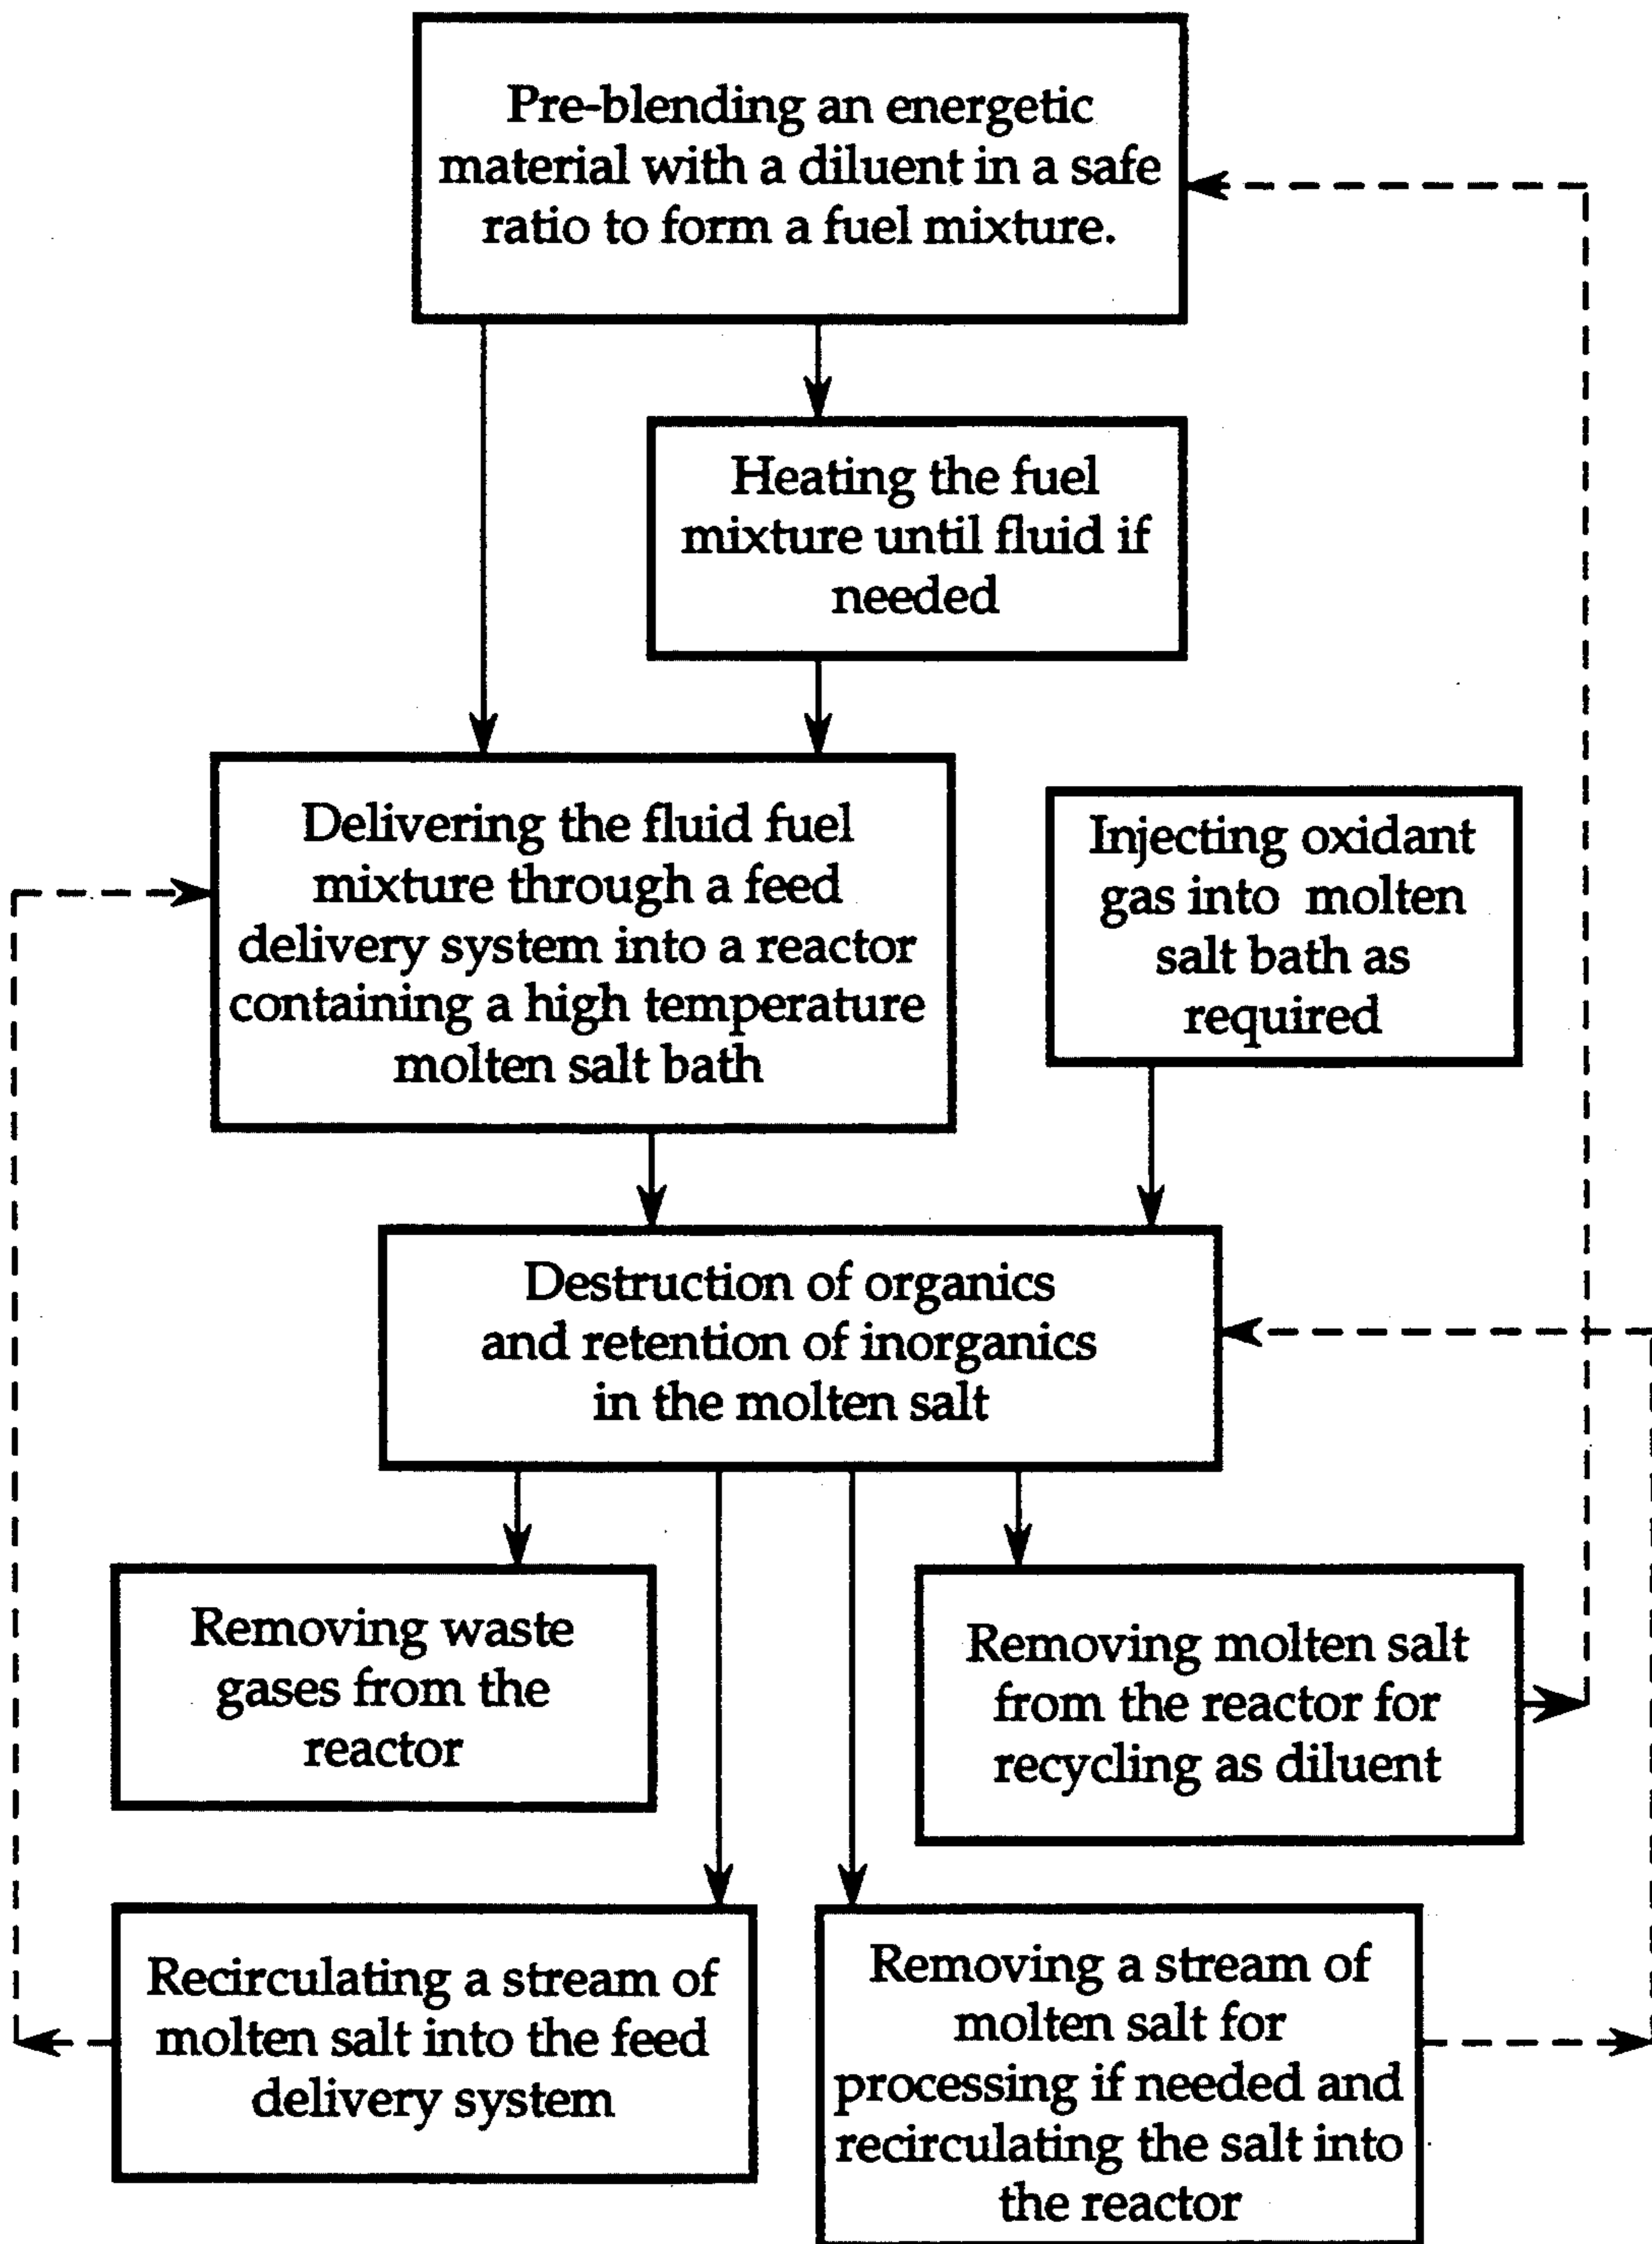 Pre-blending an energetic
material with a diluent in a safe
ratio to form a fuel mixture.
Heating the fuel
mixture until fluid if
needed
Delivering the fluid fuel
mixture through a feed
delivery system into a reactor
containing a high temperature
molten salt bath
Injecting oxidant
gas into molten
salt bath as
required
Destruction of organics
and retention of inorganics
in the molten salt
Removing waste
gases from the
reactor
Removing molten salt
from the reactor for
recycling as diluent
Recirculating a stream of
molten salt into the feed
delivery system
Removing a stream of
molten salt for
processing if needed and
recirculating the salt into
the reactor